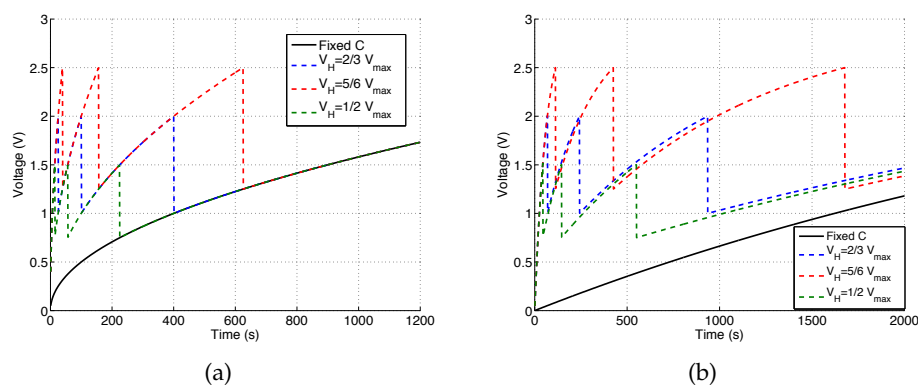 3
2.5
2
1.5
1
0.5
0
Voltage (V)
0 200 400 600 800 1000 1200
Time (s)
Fixed C
V_H=2/3 V_max
V_H=5/6 V_max
V_H=1/2 V_max
(a)
3
2.5
2
1.5
1
0.5
0
Voltage (V)
0 500 1000 1500 2000
Time (s)
Fixed C
V_H=2/3 V_max
V_H=5/6 V_max
V_H=1/2 V_max
(b)